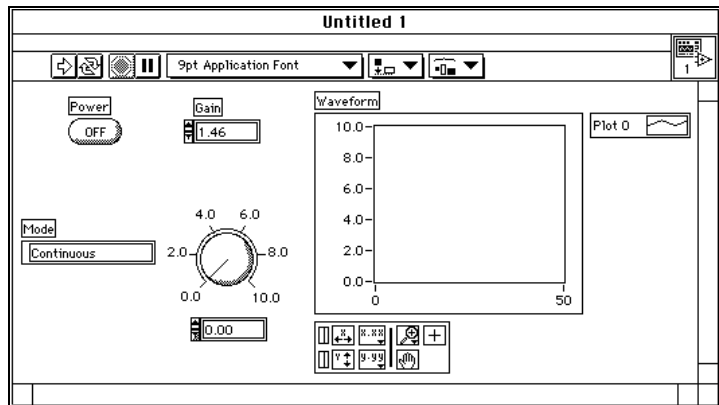 Untitled 1
9pt Application Font
1
Power
OFF
Gain
1.46
Waveform
Plot 0
10.0
8.0
6.0
4.0
2.0
0.0
0
50
Mode
Continuous
4.0 6.0
2.0 8.0
0.0 10.0
0.00
X
X.XX
Y
y.yy